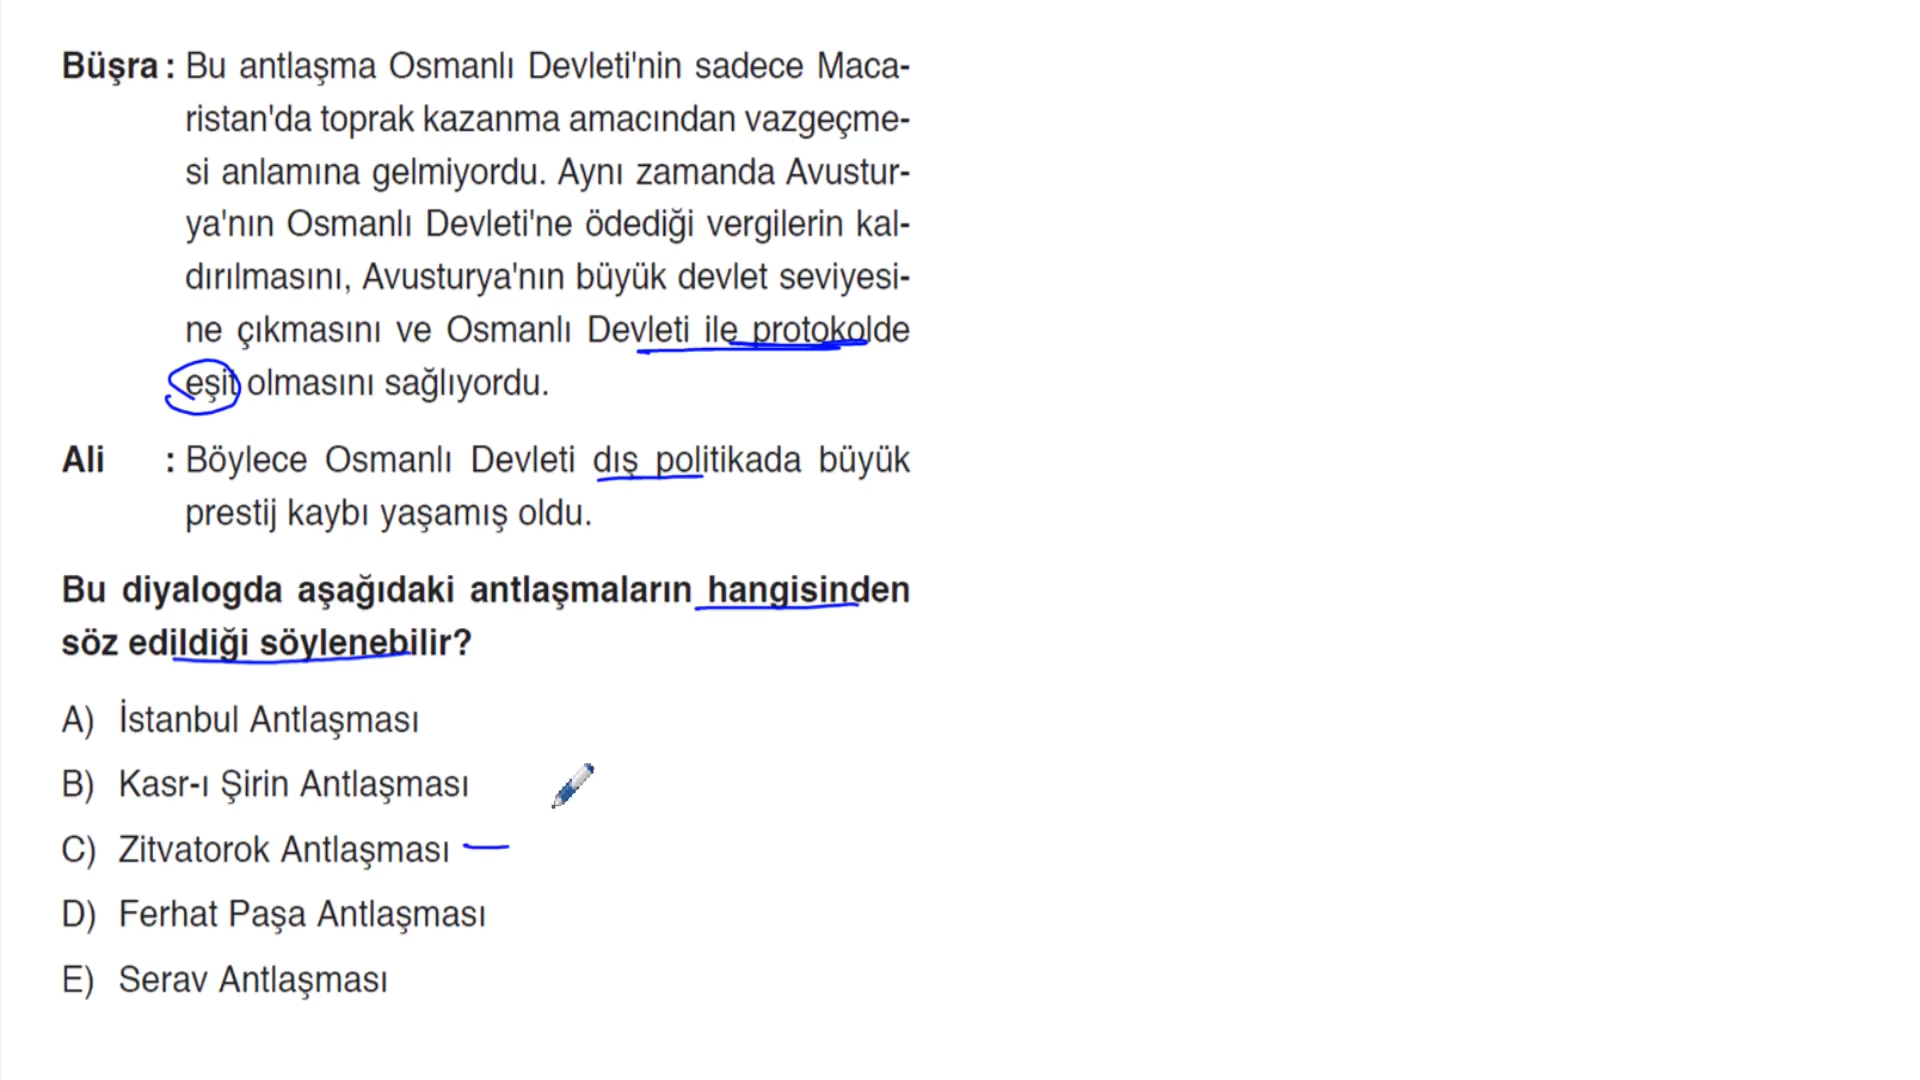 Büşra : Bu antlaşma Osmanlı Devleti'nin sadece Maca-
ristan'da toprak kazanma amacından vazgeçme-
si anlamına gelmiyordu. Aynı zamanda Avustur-
ya'nın Osmanlı Devleti'ne ödediği vergilerin kal-
dırılmasını, Avusturya'nın büyük devlet seviyesi-
ne çıkmasını ve Osmanlı Devleti ile protokolde
eşit olmasını sağlıyordu.
Ali : Böylece Osmanlı Devleti dış politikada büyük
prestij kaybı yaşamış oldu.
Bu diyalogda aşağıdaki antlaşmaların hangisinden
söz edildiği söylenebilir?
A) İstanbul Antlaşması
B) Kasr-ı Şirin Antlaşması
C) Zitvatorok Antlaşması
D) Ferhat Paşa Antlaşması
E) Serav Antlaşması